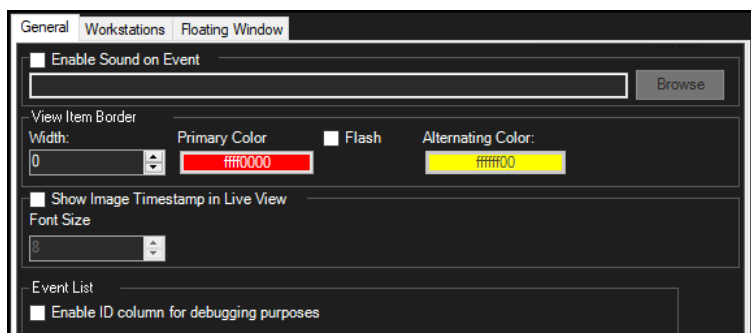 General Workstations Floating Window
Enable Sound on Event
Browse
View Item Border
Width: Primary Color Flash Alternating Color:
0 ffff0000 ffffff00
Show Image Timestamp in Live View
Font Size
8
Event List
Enable ID column for debugging purposes